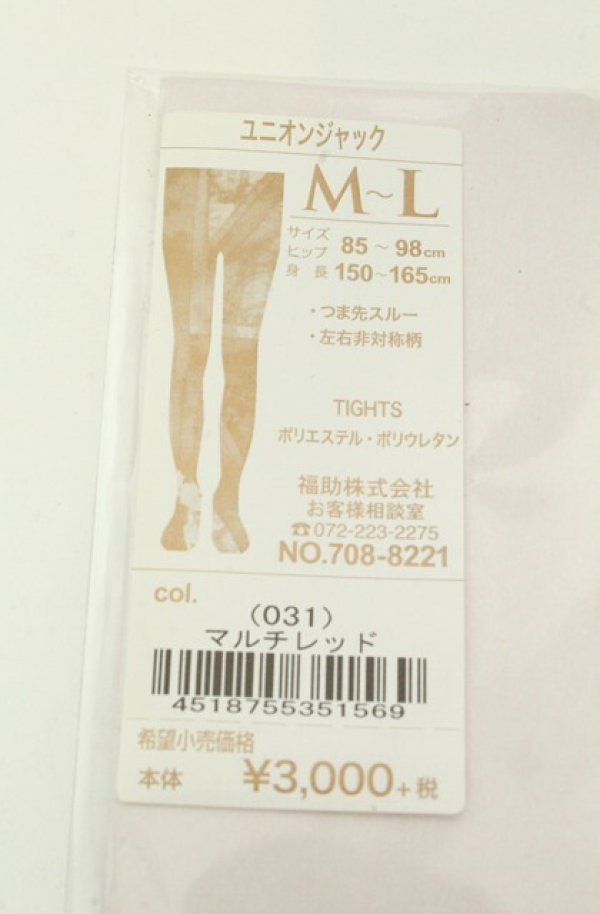 ユニオンジャック
M~L
サイズ
ヒップ 85~98cm
身長 150~165cm
・つま先スルー
・左右非対称柄
TIGHTS
ポリエステル・ポリウレタン
福助株式会社
お客様相談室
☎072-223-2275
NO.708-8221
col.
(031)
マルチレッド
4518755351569
希望小売価格
本体 ¥3,000+税